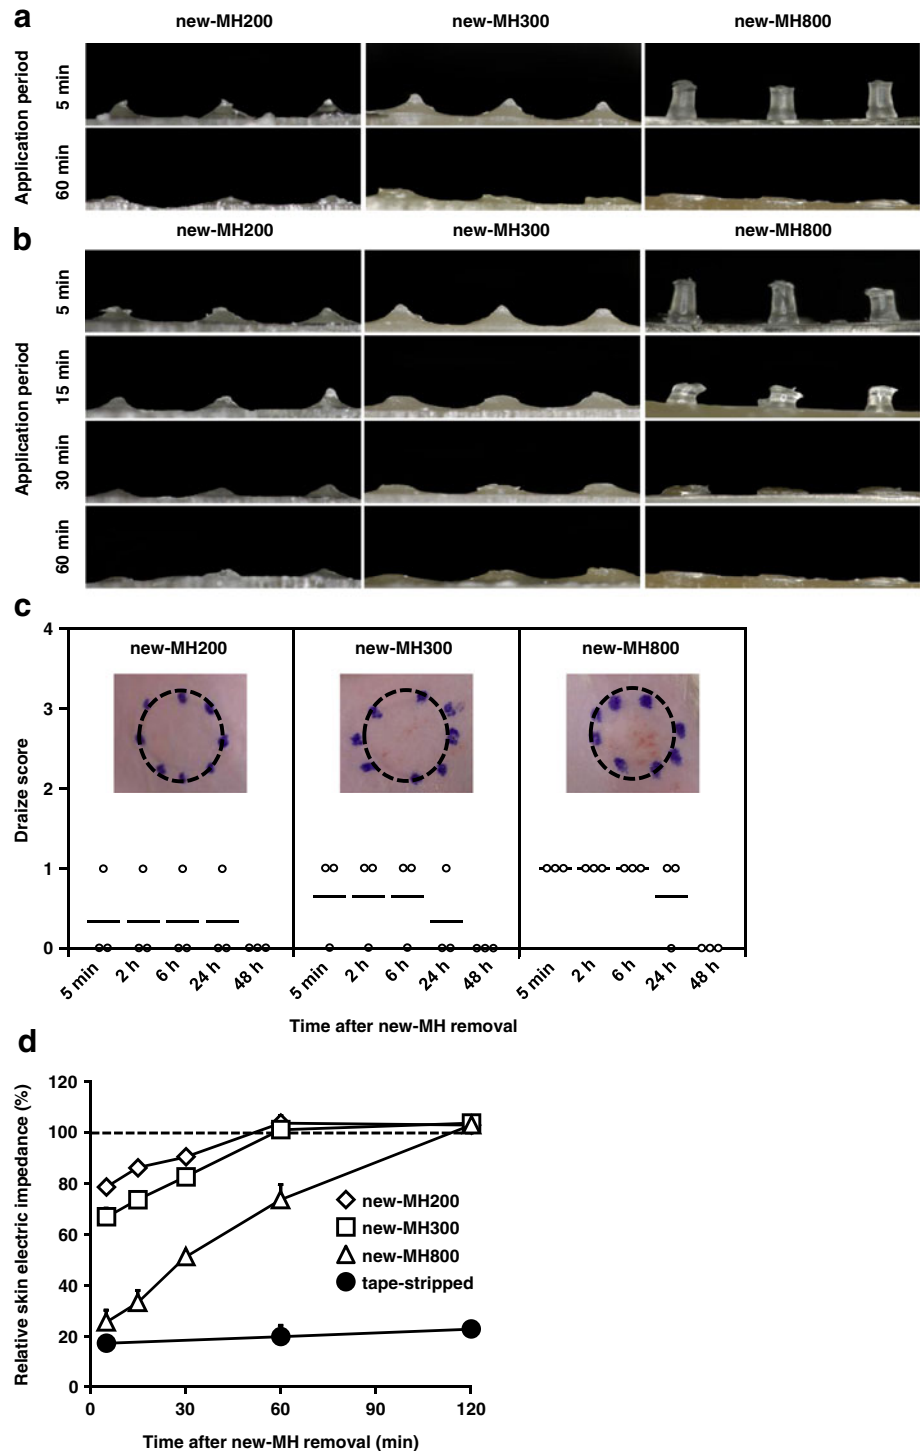 a
new-MH200 new-MH300 new-MH800
Application period
5 min
60 min
b
new-MH200 new-MH300 new-MH800
Application period
5 min
15 min
30 min
60 min
c
Draize score
4
3
2
1
0
new-MH200 new-MH300 new-MH800
5 min 2 h 6 h 24 h 48 h 5 min 2 h 6 h 24 h 48 h 5 min 2 h 6 h 24 h 48 h
Time after new-MH removal
d
Relative skin electric impedance (%)
120
100
80
60
40
20
0
new-MH200
new-MH300
new-MH800
tape-stripped
0 30 60 90 120
Time after new-MH removal (min)